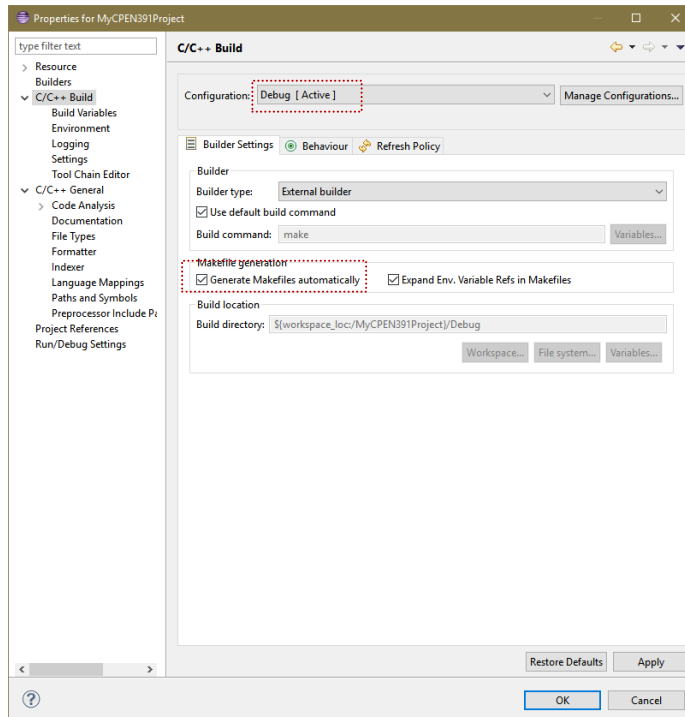 Properties for MyCPEN391Project
type filter text
C/C++ Build
Resource
Builders
C/C++ Build
Build Variables
Environment
Logging
Settings
Tool Chain Editor
C/C++ General
Code Analysis
Documentation
File Types
Formatter
Indexer
Language Mappings
Paths and Symbols
Preprocessor Include Pa
Project References
Run/Debug Settings
Configuration: Debug [ Active ]
Manage Configurations...
Builder Settings Behaviour Refresh Policy
Builder
Builder type: External builder
Use default build command
Build command: make Variables...
Makefile generation
Generate Makefiles automatically Expand Env. Variable Refs in Makefiles
Build location
Build directory: ${workspace_loc:/MyCPEN391Project}/Debug
Workspace... File system... Variables...
Restore Defaults Apply
OK Cancel